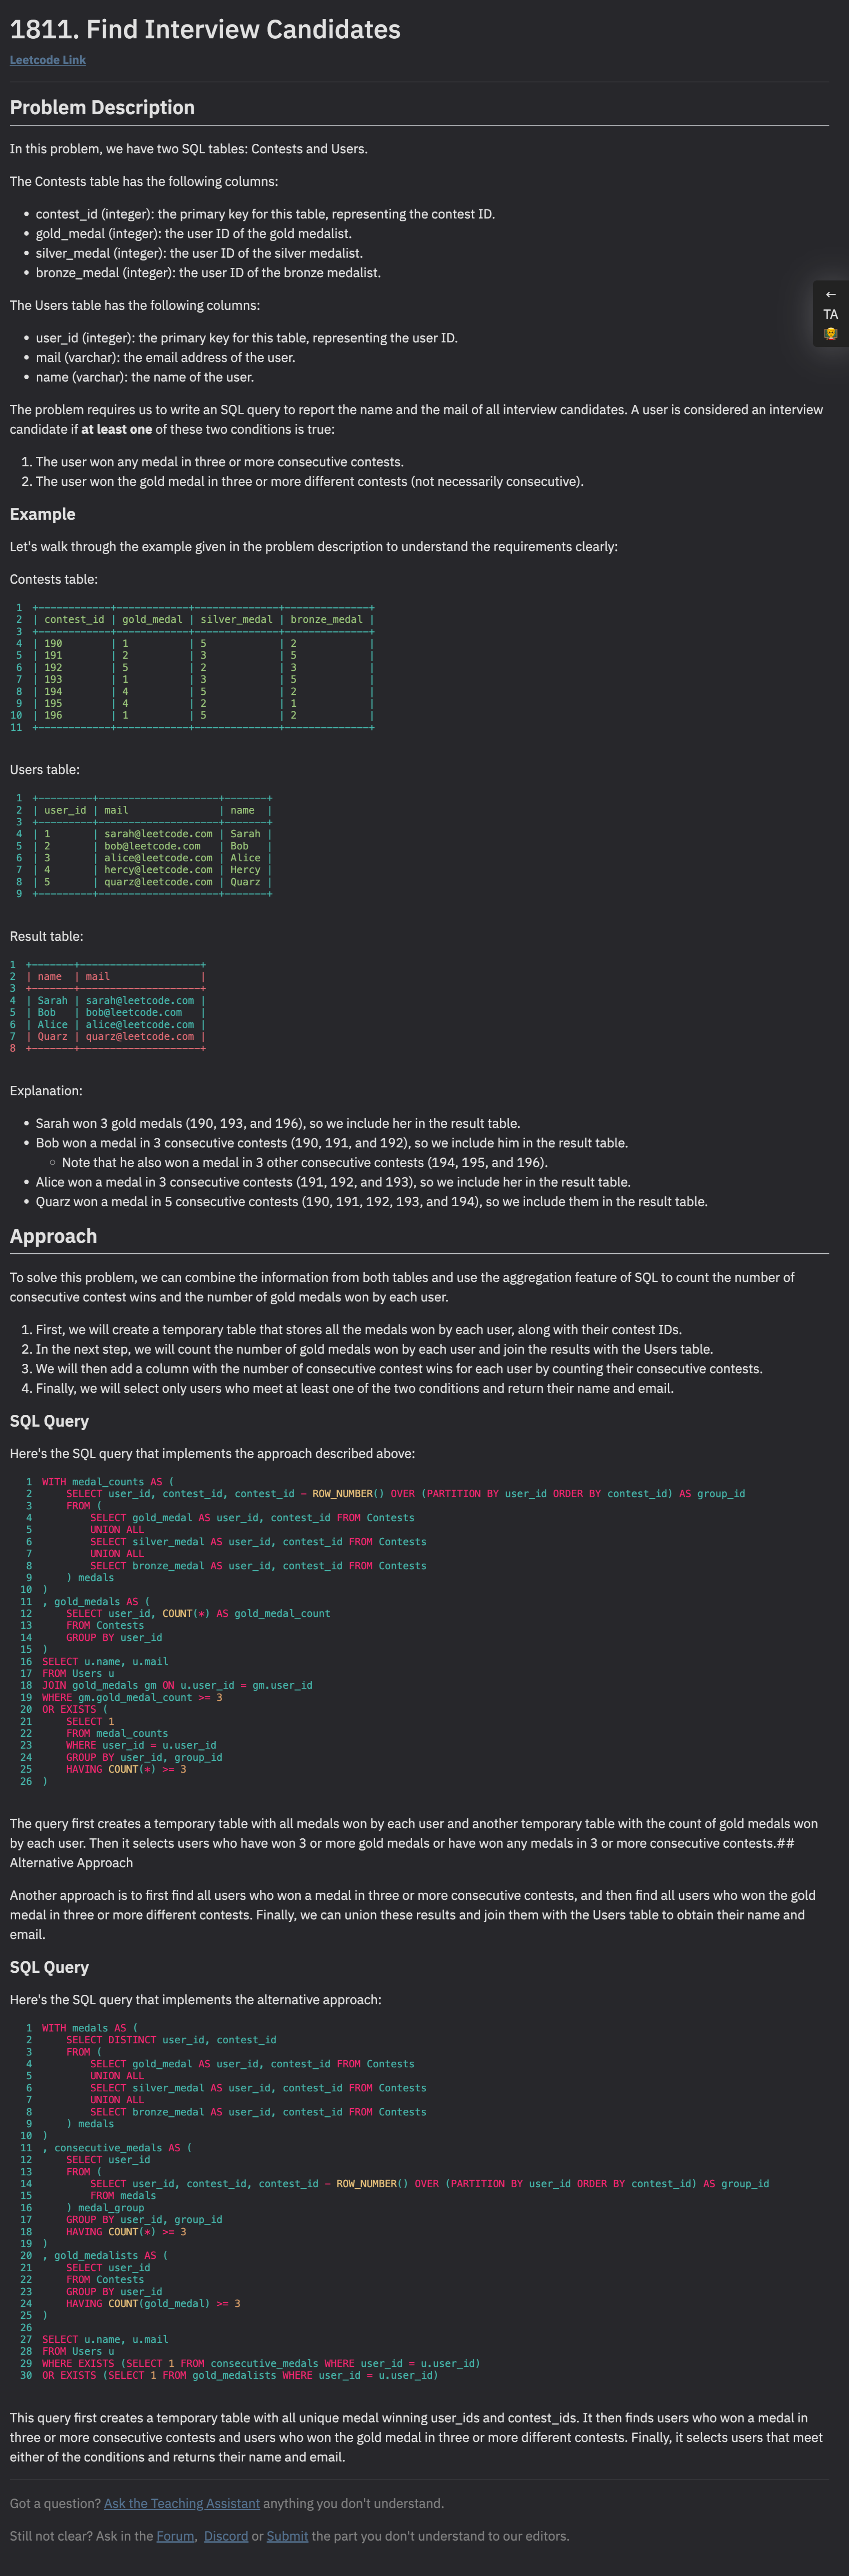 1811. Find Interview Candidates
Leetcode Link
Problem Description
In this problem, we have two SQL tables: Contests and Users.
The Contests table has the following columns:
• contest_id (integer): the primary key for this table, representing the contest ID.
• gold_medal (integer): the user ID of the gold medalist.
• silver_medal (integer): the user ID of the silver medalist.
• bronze_medal (integer): the user ID of the bronze medalist.
←
TA
The Users table has the following columns:
• user_id (integer): the primary key for this table, representing the user ID.
• mail (varchar): the email address of the user.
• name (varchar): the name of the user.
The problem requires us to write an SQL query to report the name and the mail of all interview candidates. A user is considered an interview
candidate if at least one of these two conditions is true:
1. The user won any medal in three or more consecutive contests.
2. The user won the gold medal in three or more different contests (not necessarily consecutive).
Example
Let's walk through the example given in the problem description to understand the requirements clearly:
Contests table:
1 +------------+------------+--------------+--------------+
2 | contest_id | gold_medal | silver_medal | bronze_medal |
3 +------------+------------+--------------+--------------+
4 | 190        | 1          | 5            | 2            |
5 | 191        | 2          | 3            | 5            |
6 | 192        | 5          | 2            | 3            |
7 | 193        | 1          | 3            | 5            |
8 | 194        | 4          | 5            | 2            |
9 | 195        | 4          | 2            | 1            |
10 | 196        | 1          | 5            | 2            |
11 +------------+------------+--------------+--------------+
Users table:
1 +---------+--------------------+-------+
2 | user_id | mail               | name  |
3 +---------+--------------------+-------+
4 | 1       | sarah@leetcode.com | Sarah |
5 | 2       | bob@leetcode.com   | Bob   |
6 | 3       | alice@leetcode.com | Alice |
7 | 4       | hercy@leetcode.com | Hercy |
8 | 5       | quarz@leetcode.com | Quarz |
9 +---------+--------------------+-------+
Result table:
1 +-------+--------------------+
2 | name  | mail               |
3 +-------+--------------------+
4 | Sarah | sarah@leetcode.com |
5 | Bob   | bob@leetcode.com   |
6 | Alice | alice@leetcode.com |
7 | Quarz | quarz@leetcode.com |
8 +-------+--------------------+
Explanation:
• Sarah won 3 gold medals (190, 193, and 196), so we include her in the result table.
• Bob won a medal in 3 consecutive contests (190, 191, and 192), so we include him in the result table.
◦ Note that he also won a medal in 3 other consecutive contests (194, 195, and 196).
• Alice won a medal in 3 consecutive contests (191, 192, and 193), so we include her in the result table.
• Quarz won a medal in 5 consecutive contests (190, 191, 192, 193, and 194), so we include them in the result table.
Approach
To solve this problem, we can combine the information from both tables and use the aggregation feature of SQL to count the number of
consecutive contest wins and the number of gold medals won by each user.
1. First, we will create a temporary table that stores all the medals won by each user, along with their contest IDs.
2. In the next step, we will count the number of gold medals won by each user and join the results with the Users table.
3. We will then add a column with the number of consecutive contest wins for each user by counting their consecutive contests.
4. Finally, we will select only users who meet at least one of the two conditions and return their name and email.
SQL Query
Here's the SQL query that implements the approach described above:
1 WITH medal_counts AS (
2     SELECT user_id, contest_id, contest_id - ROW_NUMBER() OVER (PARTITION BY user_id ORDER BY contest_id) AS group_id
3     FROM (
4         SELECT gold_medal AS user_id, contest_id FROM Contests
5         UNION ALL
6         SELECT silver_medal AS user_id, contest_id FROM Contests
7         UNION ALL
8         SELECT bronze_medal AS user_id, contest_id FROM Contests
9     ) medals
10 )
11 , gold_medals AS (
12     SELECT user_id, COUNT(*) AS gold_medal_count
13     FROM Contests
14     GROUP BY user_id
15 )
16 SELECT u.name, u.mail
17 FROM Users u
18 JOIN gold_medals gm ON u.user_id = gm.user_id
19 WHERE gm.gold_medal_count >= 3
20 OR EXISTS (
21     SELECT 1
22     FROM medal_counts
23     WHERE user_id = u.user_id
24     GROUP BY user_id, group_id
25     HAVING COUNT(*) >= 3
26 )
The query first creates a temporary table with all medals won by each user and another temporary table with the count of gold medals won
by each user. Then it selects users who have won 3 or more gold medals or have won any medals in 3 or more consecutive contests.##
Alternative Approach
Another approach is to first find all users who won a medal in three or more consecutive contests, and then find all users who won the gold
medal in three or more different contests. Finally, we can union these results and join them with the Users table to obtain their name and
email.
SQL Query
Here's the SQL query that implements the alternative approach:
1 WITH medals AS (
2     SELECT DISTINCT user_id, contest_id
3     FROM (
4         SELECT gold_medal AS user_id, contest_id FROM Contests
5         UNION ALL
6         SELECT silver_medal AS user_id, contest_id FROM Contests
7         UNION ALL
8         SELECT bronze_medal AS user_id, contest_id FROM Contests
9     ) medals
10 )
11 , consecutive_medals AS (
12     SELECT user_id
13     FROM (
14         SELECT user_id, contest_id, contest_id - ROW_NUMBER() OVER (PARTITION BY user_id ORDER BY contest_id) AS group_id
15         FROM medals
16     ) medal_group
17     GROUP BY user_id, group_id
18     HAVING COUNT(*) >= 3
19 )
20 , gold_medalists AS (
21     SELECT user_id
22     FROM Contests
23     GROUP BY user_id
24     HAVING COUNT(gold_medal) >= 3
25 )
26
27 SELECT u.name, u.mail
28 FROM Users u
29 WHERE EXISTS (SELECT 1 FROM consecutive_medals WHERE user_id = u.user_id)
30 OR EXISTS (SELECT 1 FROM gold_medalists WHERE user_id = u.user_id)
This query first creates a temporary table with all unique medal winning user_ids and contest_ids. It then finds users who won a medal in
three or more consecutive contests and users who won the gold medal in three or more different contests. Finally, it selects users that meet
either of the conditions and returns their name and email.
Got a question? Ask the Teaching Assistant anything you don't understand.
Still not clear? Ask in the Forum, Discord or Submit the part you don't understand to our editors.